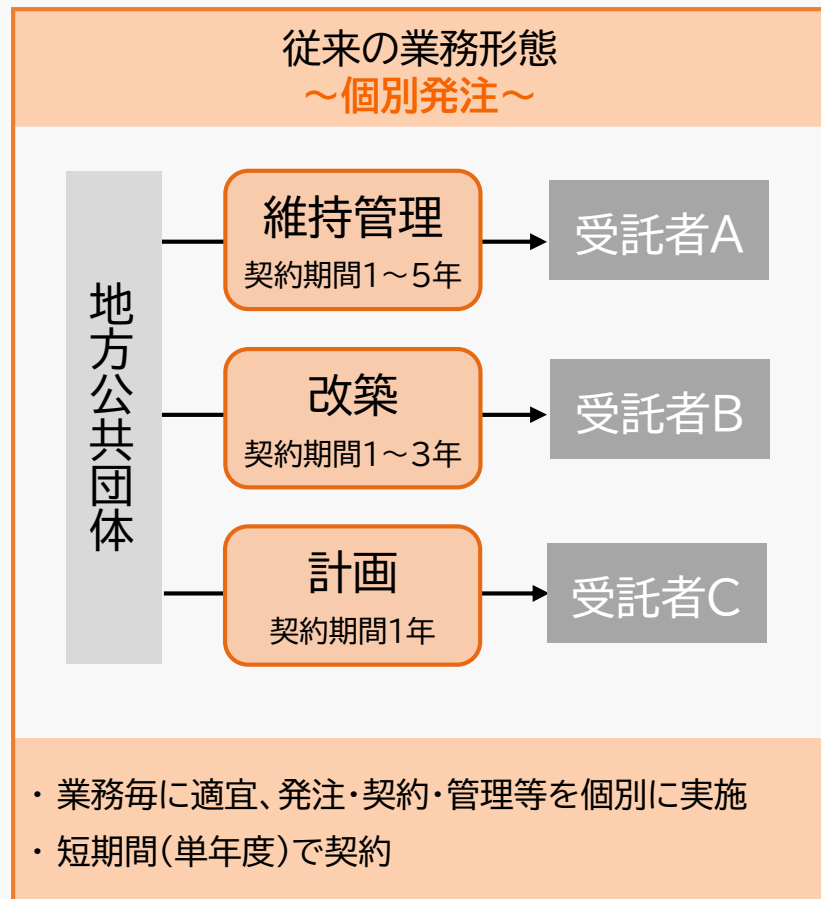 従来の業務形態
~個別発注~
地方公共団体
維持管理
契約期間1~5年
受託者A
改築
契約期間1~3年
受託者B
計画
契約期間1年
受託者C
・ 業務毎に適宜、発注・契約・管理等を個別に実施
・ 短期間(単年度)で契約